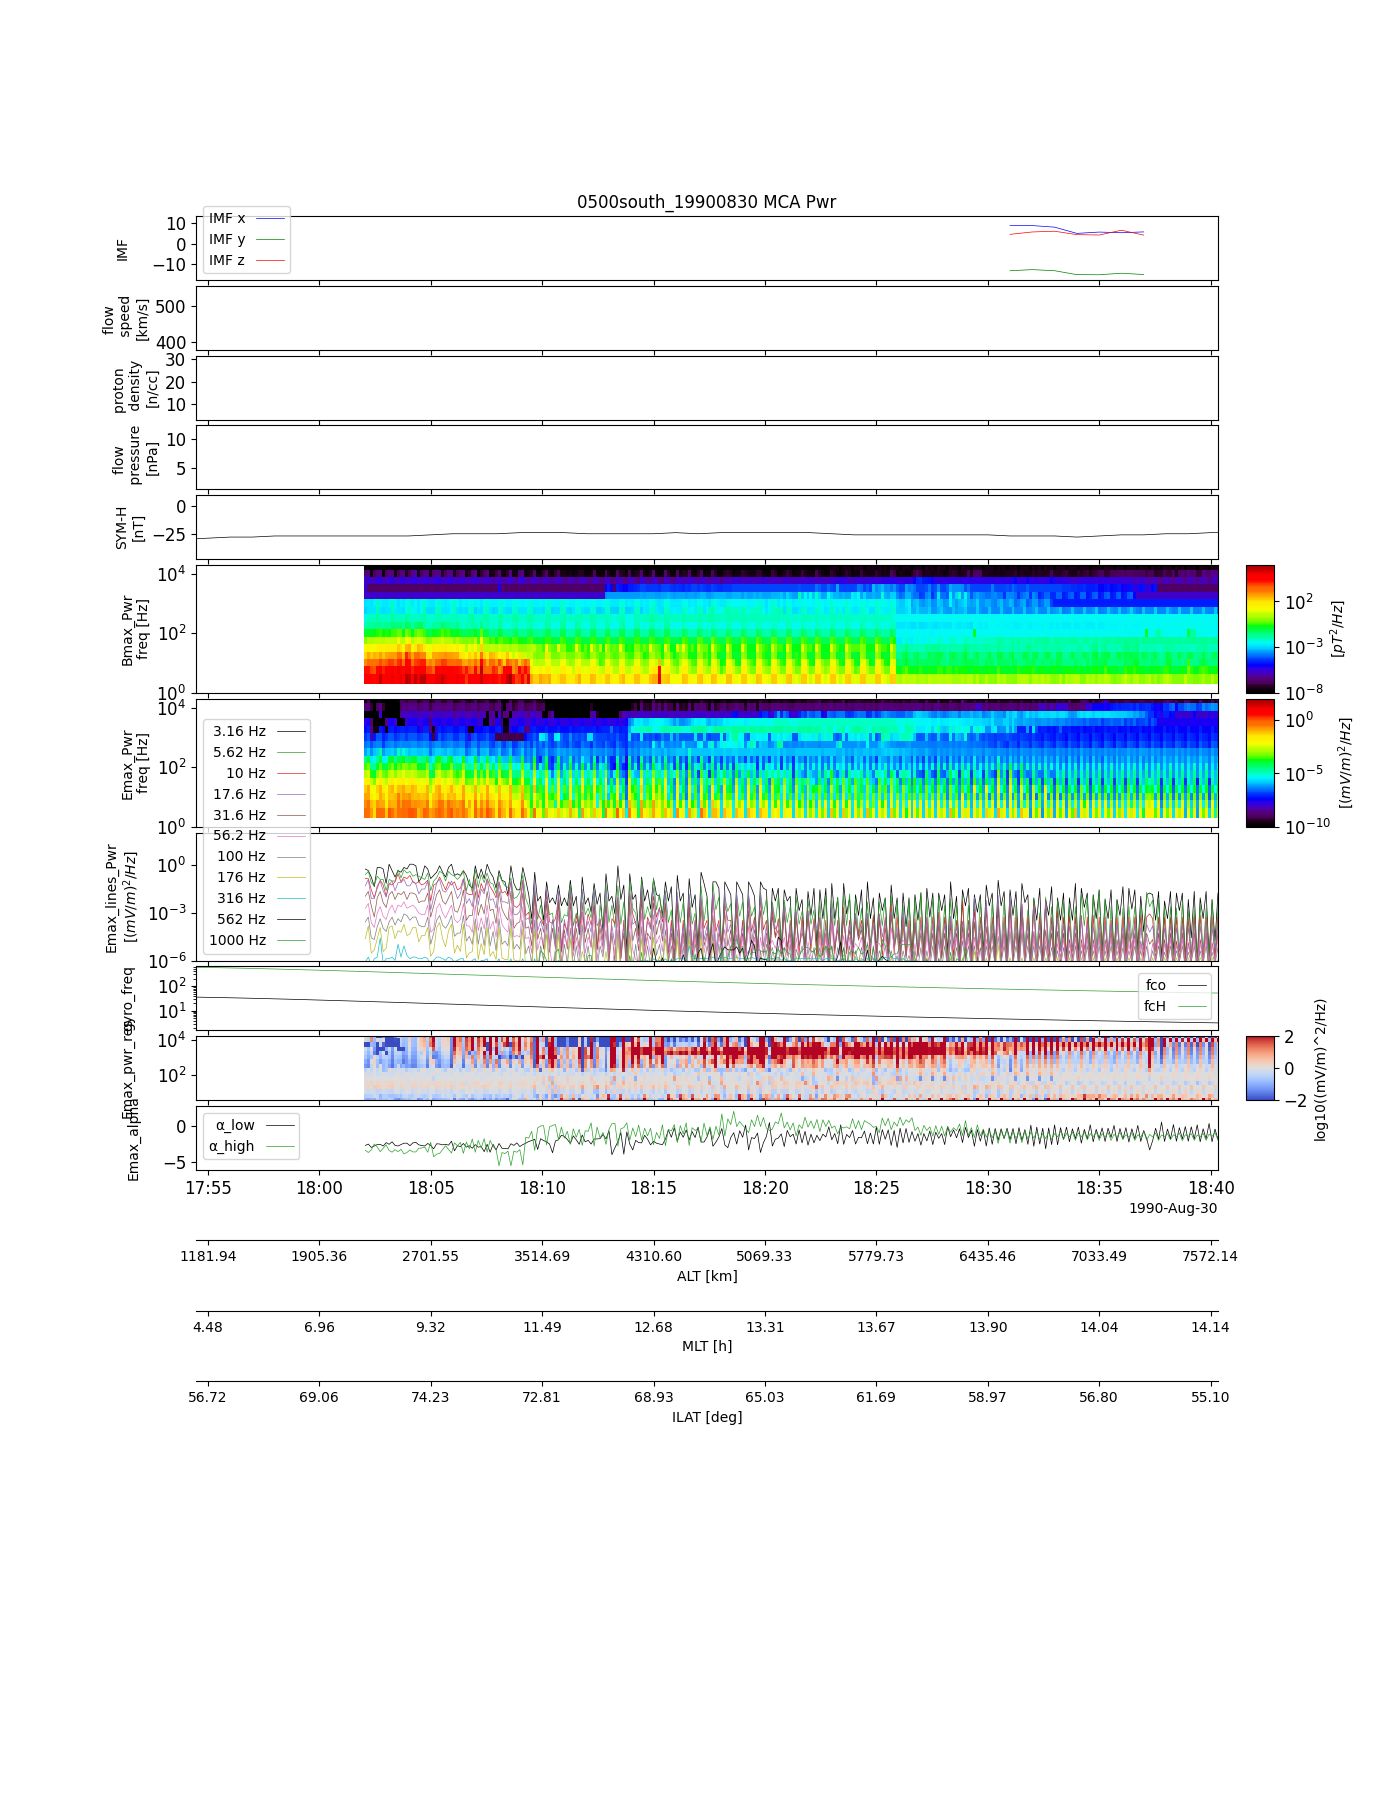 0500south_19900830 MCA Pwr
IMF
10
0
−10
IMF x
IMF y
IMF z
flow
speed
[km/s]
500
400
proton
density
[n/cc]
30
20
10
flow
pressure
[nPa]
10
5
SYM-H
[nT]
0
−25
Bmax_Pwr
freq [Hz]
10^4
10^2
10^0
10^2
10^−3
10^−8
[pT^2/Hz]
Emax_Pwr
freq [Hz]
10^4
10^2
10^0
10^0
10^−5
10^−10
[(mV/m)^2/Hz]
3.16 Hz
5.62 Hz
10 Hz
17.6 Hz
31.6 Hz
56.2 Hz
100 Hz
176 Hz
316 Hz
562 Hz
1000 Hz
Emax_lines_Pwr
[(mV/m)^2/Hz]
10^0
10^−3
10^−6
gyro_freq
10^2
10^1
fco
fcH
Emax_pwr_reg
10^4
10^2
2
0
−2
log10((mV/m)^2/Hz)
Emax_alpha
0
−5
α_low
α_high
17:55 18:00 18:05 18:10 18:15 18:20 18:25 18:30 18:35 18:40
1990-Aug-30
1181.94 1905.36 2701.55 3514.69 4310.60 5069.33 5779.73 6435.46 7033.49 7572.14
ALT [km]
4.48 6.96 9.32 11.49 12.68 13.31 13.67 13.90 14.04 14.14
MLT [h]
56.72 69.06 74.23 72.81 68.93 65.03 61.69 58.97 56.80 55.10
ILAT [deg]